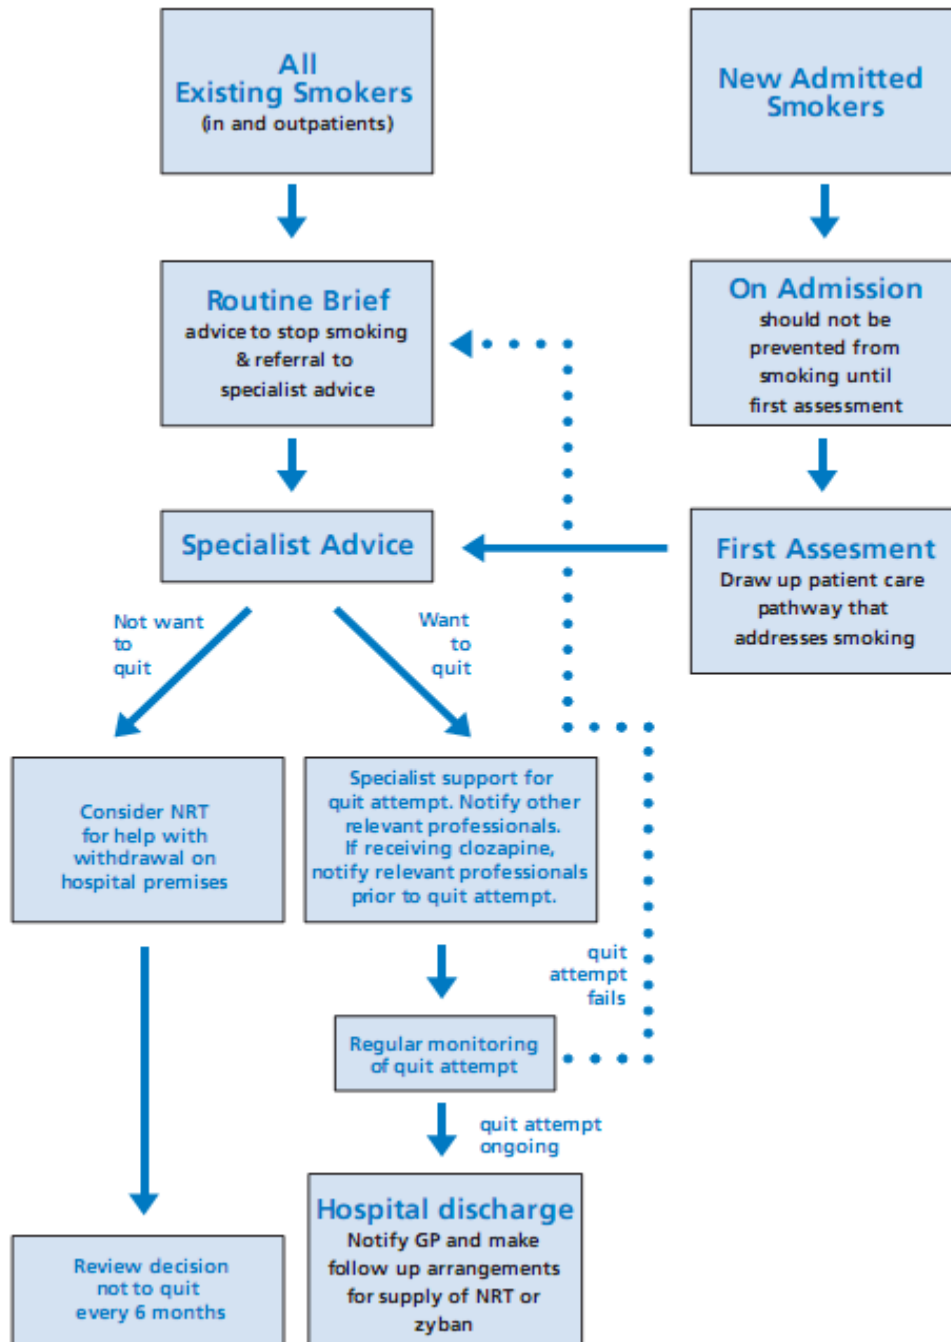 All
Existing Smokers
(in and outpatients)
New Admitted
Smokers
Routine Brief
advice to stop smoking
& referral to
specialist advice
On Admission
should not be
prevented from
smoking until
first assessment
Specialist Advice
First Assesment
Draw up patient care
pathway that
addresses smoking
Not want
to
quit
Want
to
quit
Consider NRT
for help with
withdrawal on
hospital premises
Specialist support for
quit attempt. Notify other
relevant professionals.
If receiving clozapine,
notify relevant professionals
prior to quit attempt.
quit
attempt
fails
Regular monitoring
of quit attempt
quit attempt
ongoing
Review decision
not to quit
every 6 months
Hospital discharge
Notify GP and make
follow up arrangements
for supply of NRT or
zyban